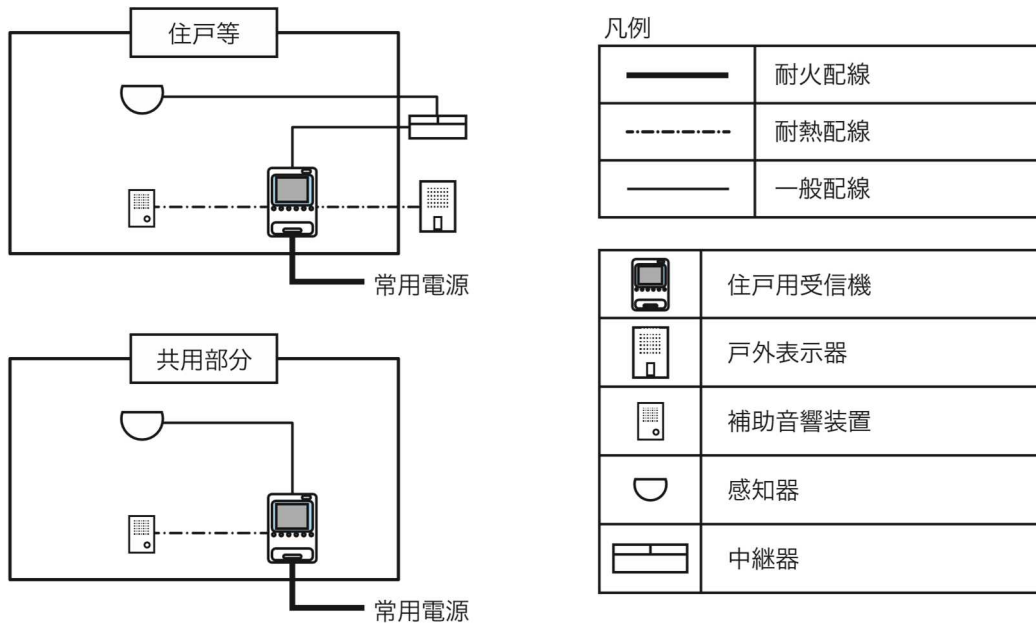 住戸等
常用電源
共用部分
常用電源
凡例
耐火配線
耐熱配線
一般配線
住戸用受信機
戸外表示器
補助音響装置
感知器
中継器